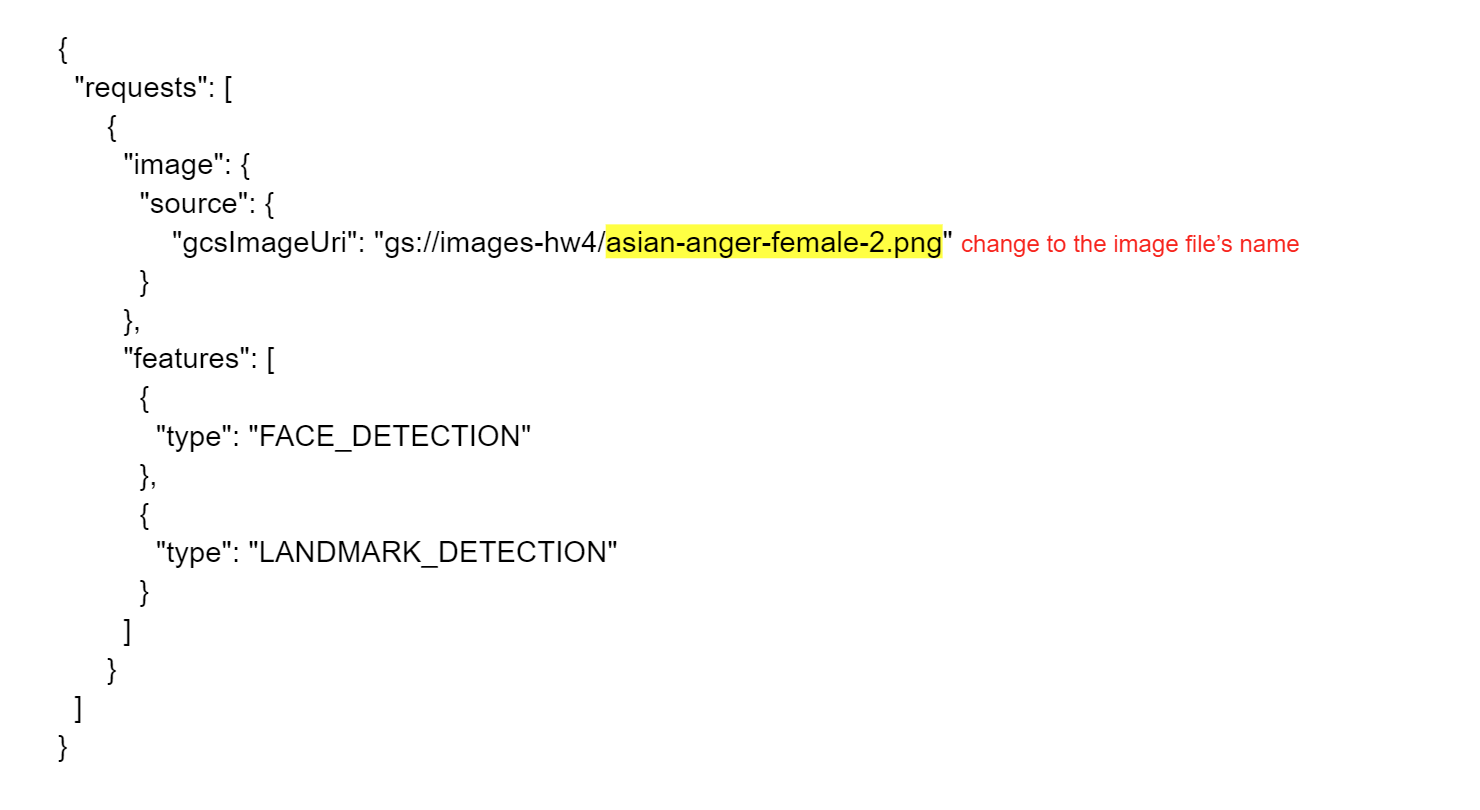 {
"requests": [
{
"image": {
"source": {
"gcsImageUri": "gs://images-hw4/asian-anger-female-2.png" change to the image file’s name
}
},
"features": [
{
"type": "FACE_DETECTION"
},
{
"type": "LANDMARK_DETECTION"
}
]
}
]
}